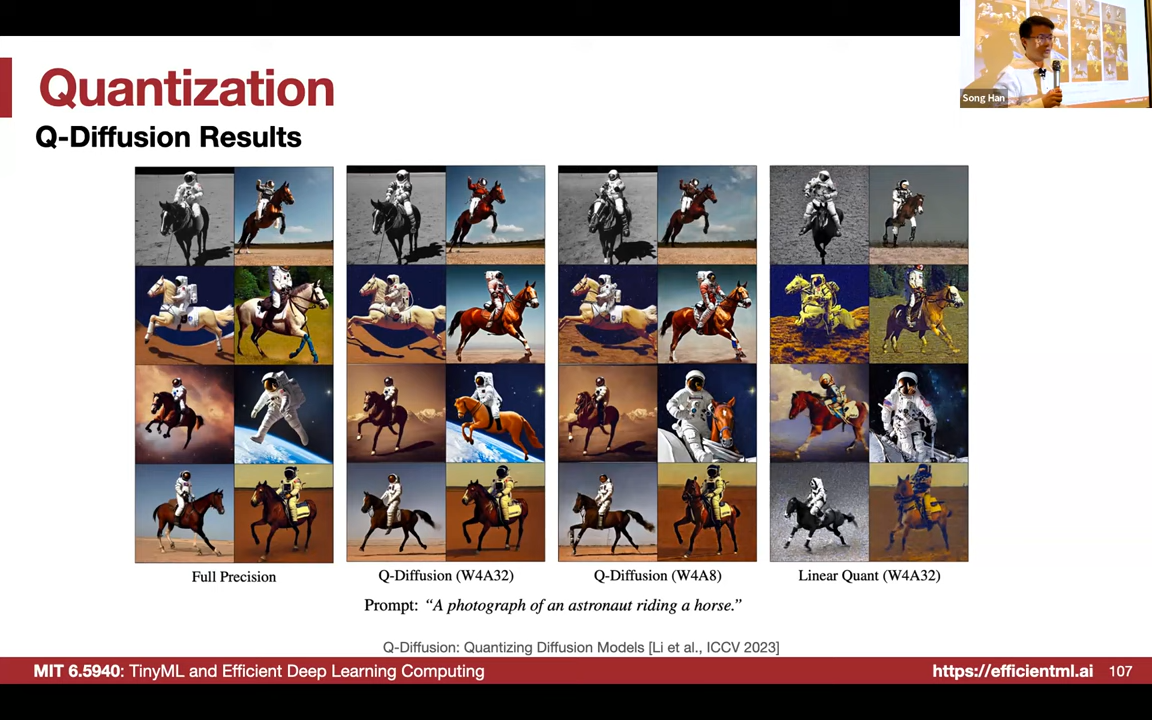 Song Han
Quantization
Q-Diffusion Results
Full Precision
Q-Diffusion (W4A32)
Q-Diffusion (W4A8)
Linear Quant (W4A32)
Prompt: “A photograph of an astronaut riding a horse.”
Q-Diffusion: Quantizing Diffusion Models [Li et al., ICCV 2023]
MIT 6.5940: TinyML and Efficient Deep Learning Computing
https://efficientml.ai
107